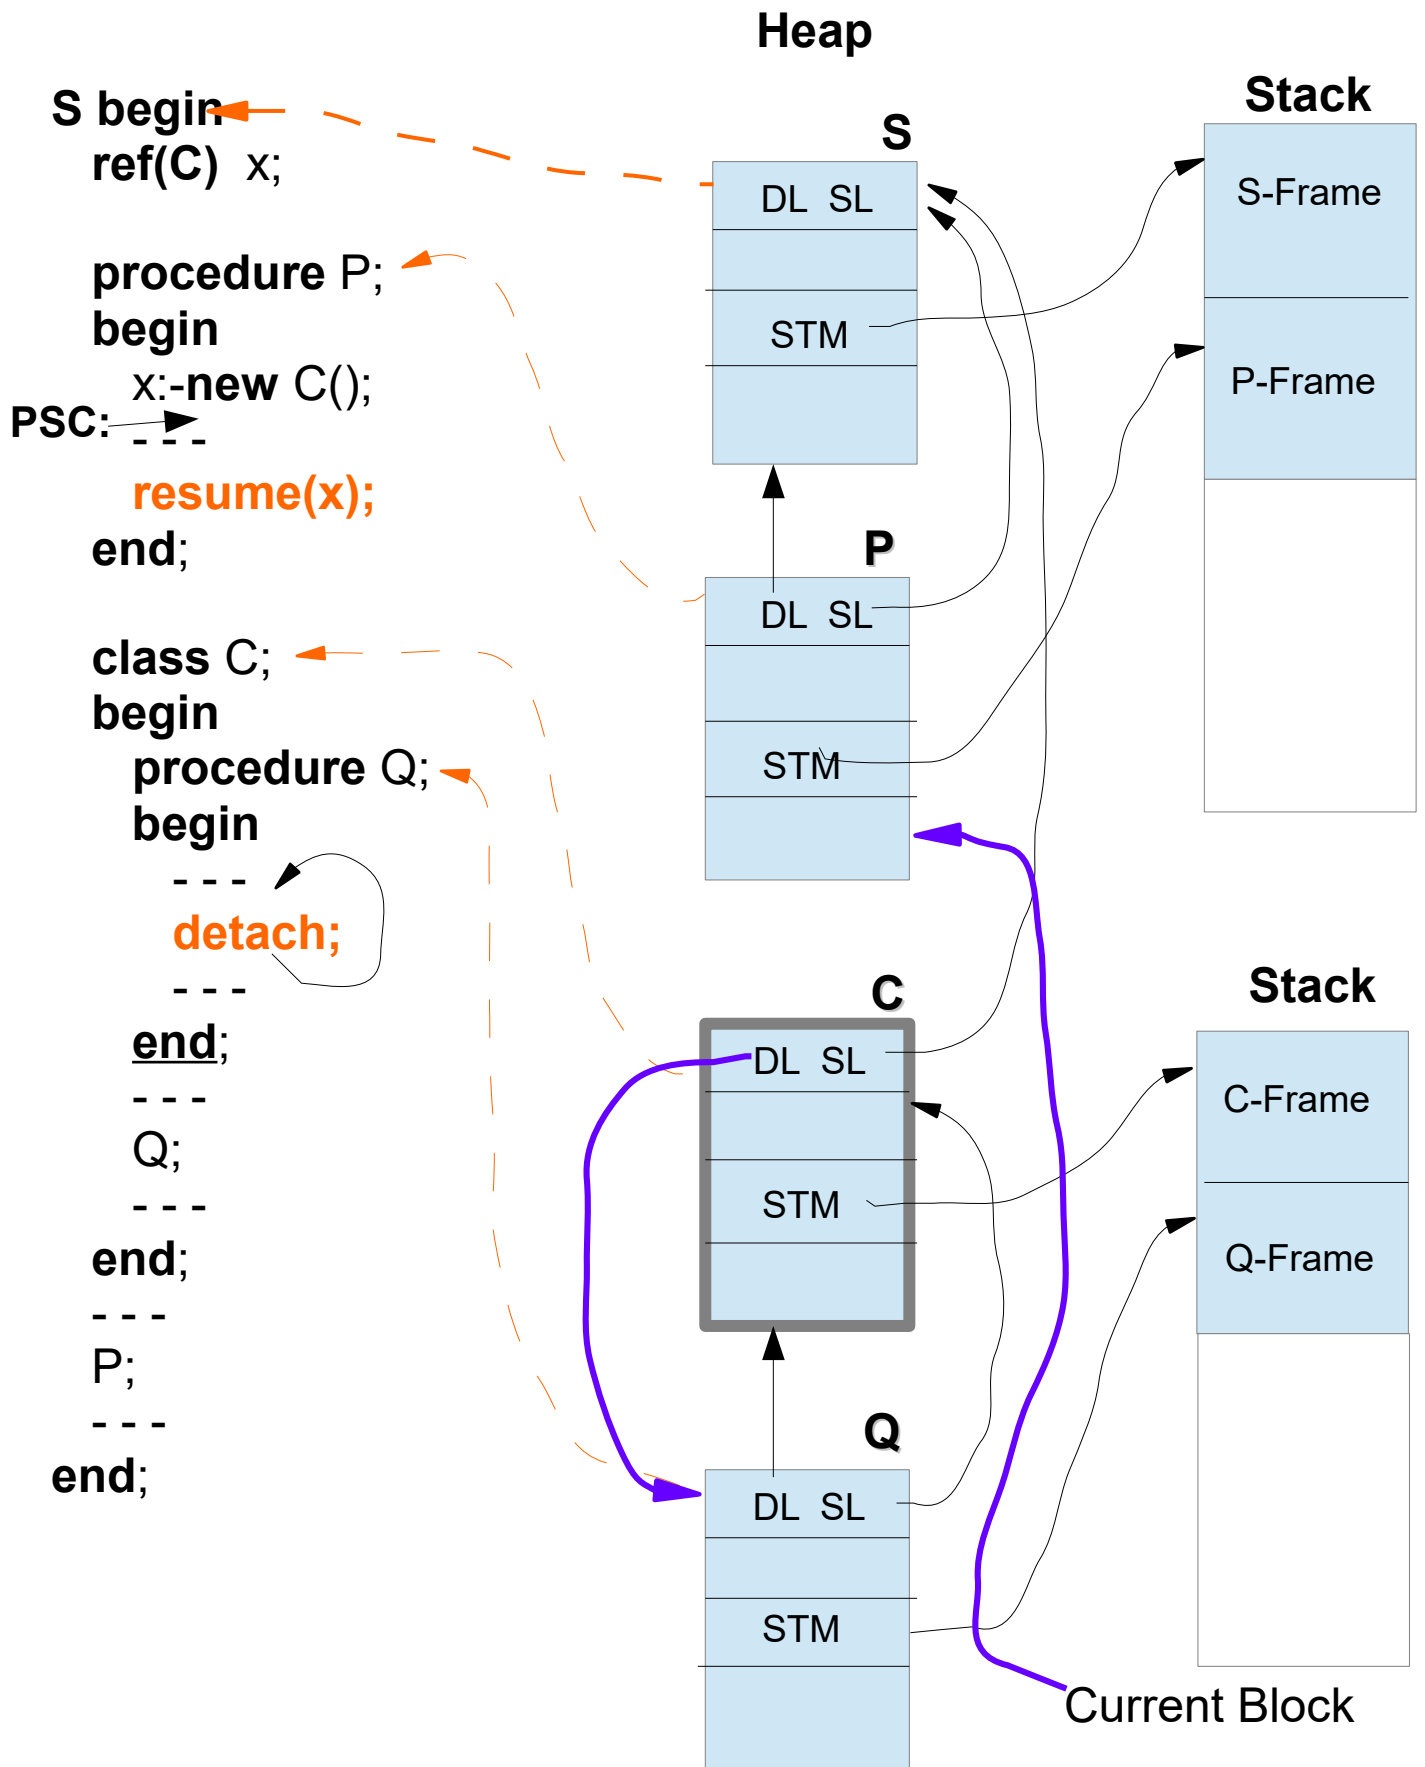 Heap
S begin
ref(C)  x;
procedure P;
begin
x:-new C();
PSC:
- - -
resume(x);
end;
class C;
begin
procedure Q;
begin
- - -
detach;
- - -
end;
- - -
Q;
- - -
end;
- - -
P;
- - -
end;
S
DL  SL
STM
P
DL  SL
STM
C
DL  SL
STM
Q
DL  SL
STM
Stack
S-Frame
P-Frame
Stack
C-Frame
Q-Frame
Current Block